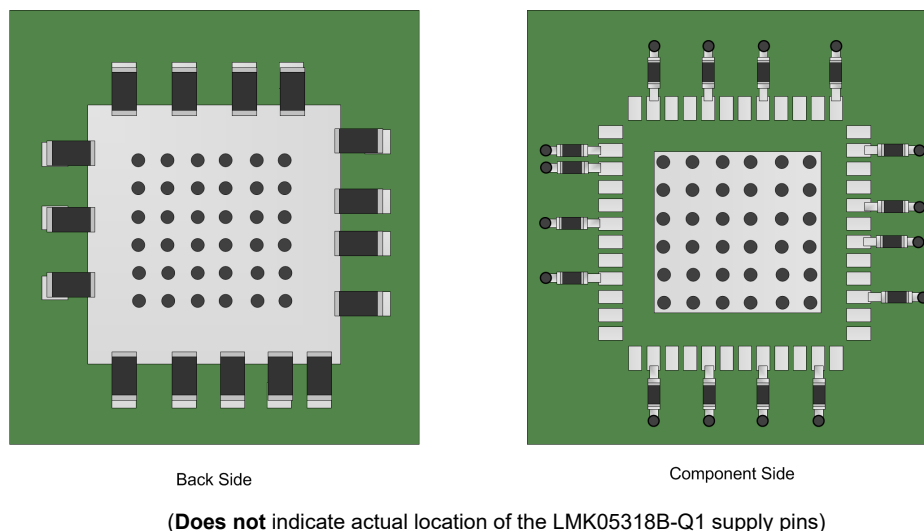 Back Side
Component Side
(Does not indicate actual location of the LMK05318B-Q1 supply pins)